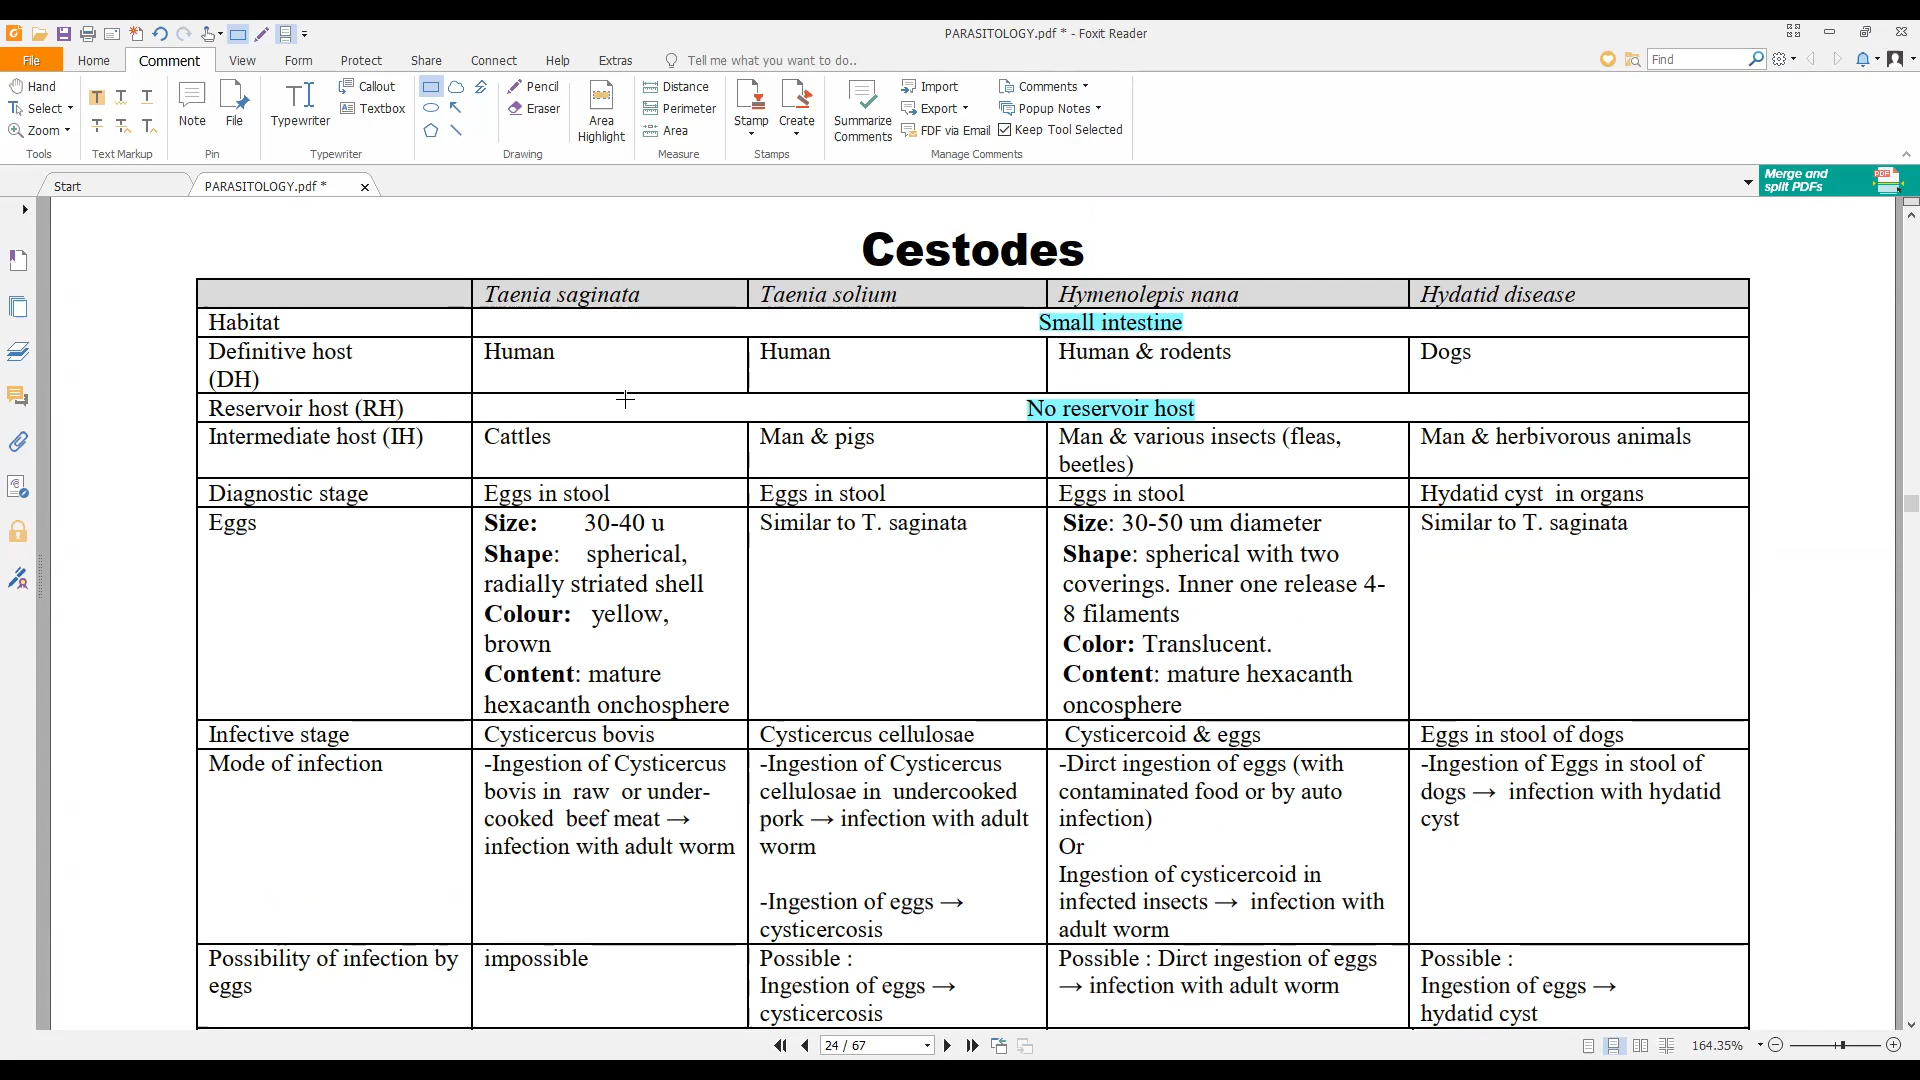 PARASITOLOGY.pdf * - Foxit Reader
File Home Comment View Form Protect Share Connect Help Extras Tell me what you want to do.. Find
Hand
Select
Zoom
Tools
Text Markup
Note File
Pin
Typewriter
Callout
Textbox
Typewriter
Pencil
Eraser
Drawing
Area
Highlight
Distance
Perimeter
Area
Measure
Stamp Create
Stamps
Summarize
Comments
Import
Export
FDF via Email
Comments
Popup Notes
Keep Tool Selected
Manage Comments
Start PARASITOLOGY.pdf *
Merge and
split PDFs
PDF
Cestodes
Taenia saginata Taenia solium Hymenolepis nana Hydatid disease
Habitat Small intestine
Definitive host
(DH)
Human Human Human & rodents Dogs
Reservoir host (RH) No reservoir host
Intermediate host (IH) Cattles Man & pigs Man & various insects (fleas,
beetles)
Man & herbivorous animals
Diagnostic stage Eggs in stool Eggs in stool Eggs in stool Hydatid cyst in organs
Eggs
Size: 30-40 u
Shape: spherical,
radially striated shell
Colour: yellow,
brown
Content: mature
hexacanth onchosphere
Similar to T. saginata
Size: 30-50 um diameter
Shape: spherical with two
coverings. Inner one release 4-
8 filaments
Color: Translucent.
Content: mature hexacanth
oncosphere
Similar to T. saginata
Infective stage Cysticercus bovis Cysticercus cellulosae Cysticercoid & eggs Eggs in stool of dogs
Mode of infection
-Ingestion of Cysticercus
bovis in raw or under-
cooked beef meat →
infection with adult worm
-Ingestion of Cysticercus
cellulosae in undercooked
pork → infection with adult
worm
-Ingestion of eggs →
cysticercosis
-Dirct ingestion of eggs (with
contaminated food or by auto
infection)
Or
Ingestion of cysticercoid in
infected insects → infection with
adult worm
-Ingestion of Eggs in stool of
dogs → infection with hydatid
cyst
Possibility of infection by
eggs
impossible
Possible :
Ingestion of eggs →
cysticercosis
Possible : Dirct ingestion of eggs
→ infection with adult worm
Possible :
Ingestion of eggs →
hydatid cyst
24 / 67
164.35%